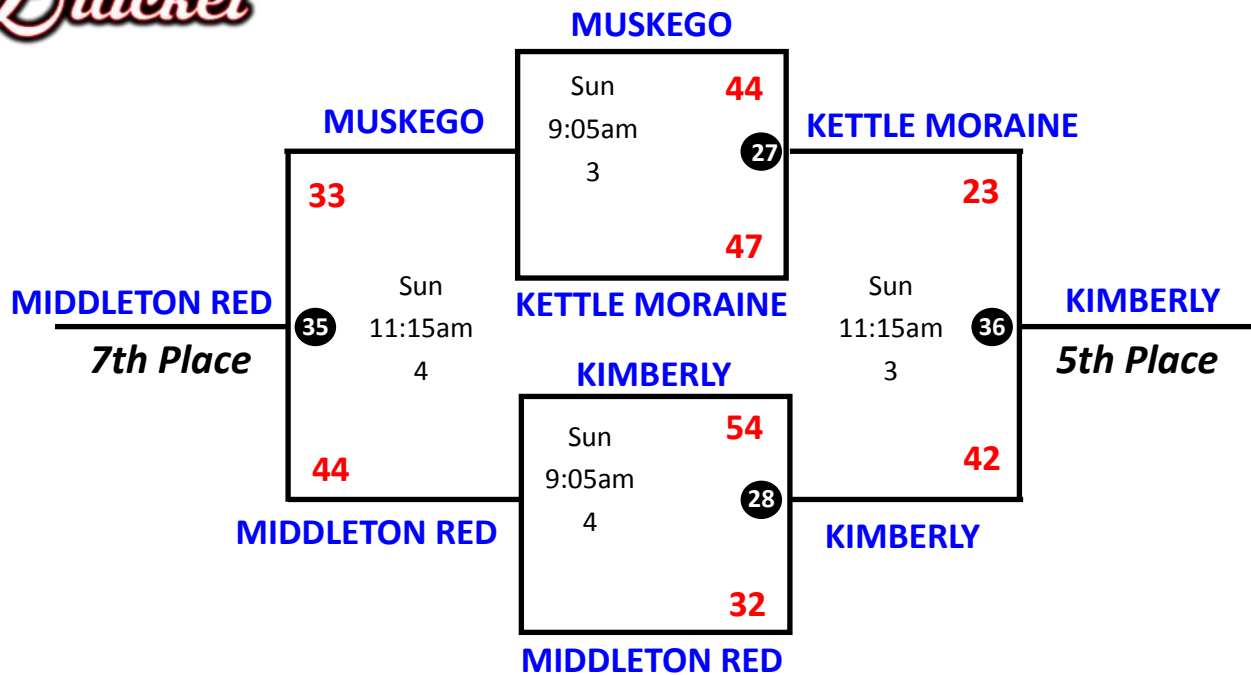 Bracket
MUSKEGO
Sun
9:05am
3
44
27
47
KETTLE MORAINE
MUSKEGO
33
Sun
11:15am
4
35
44
MIDDLETON RED
MIDDLETON RED
7th Place
KETTLE MORAINE
23
Sun
11:15am
3
36
42
KIMBERLY
KIMBERLY
5th Place
KIMBERLY
Sun
9:05am
4
54
28
32
MIDDLETON RED